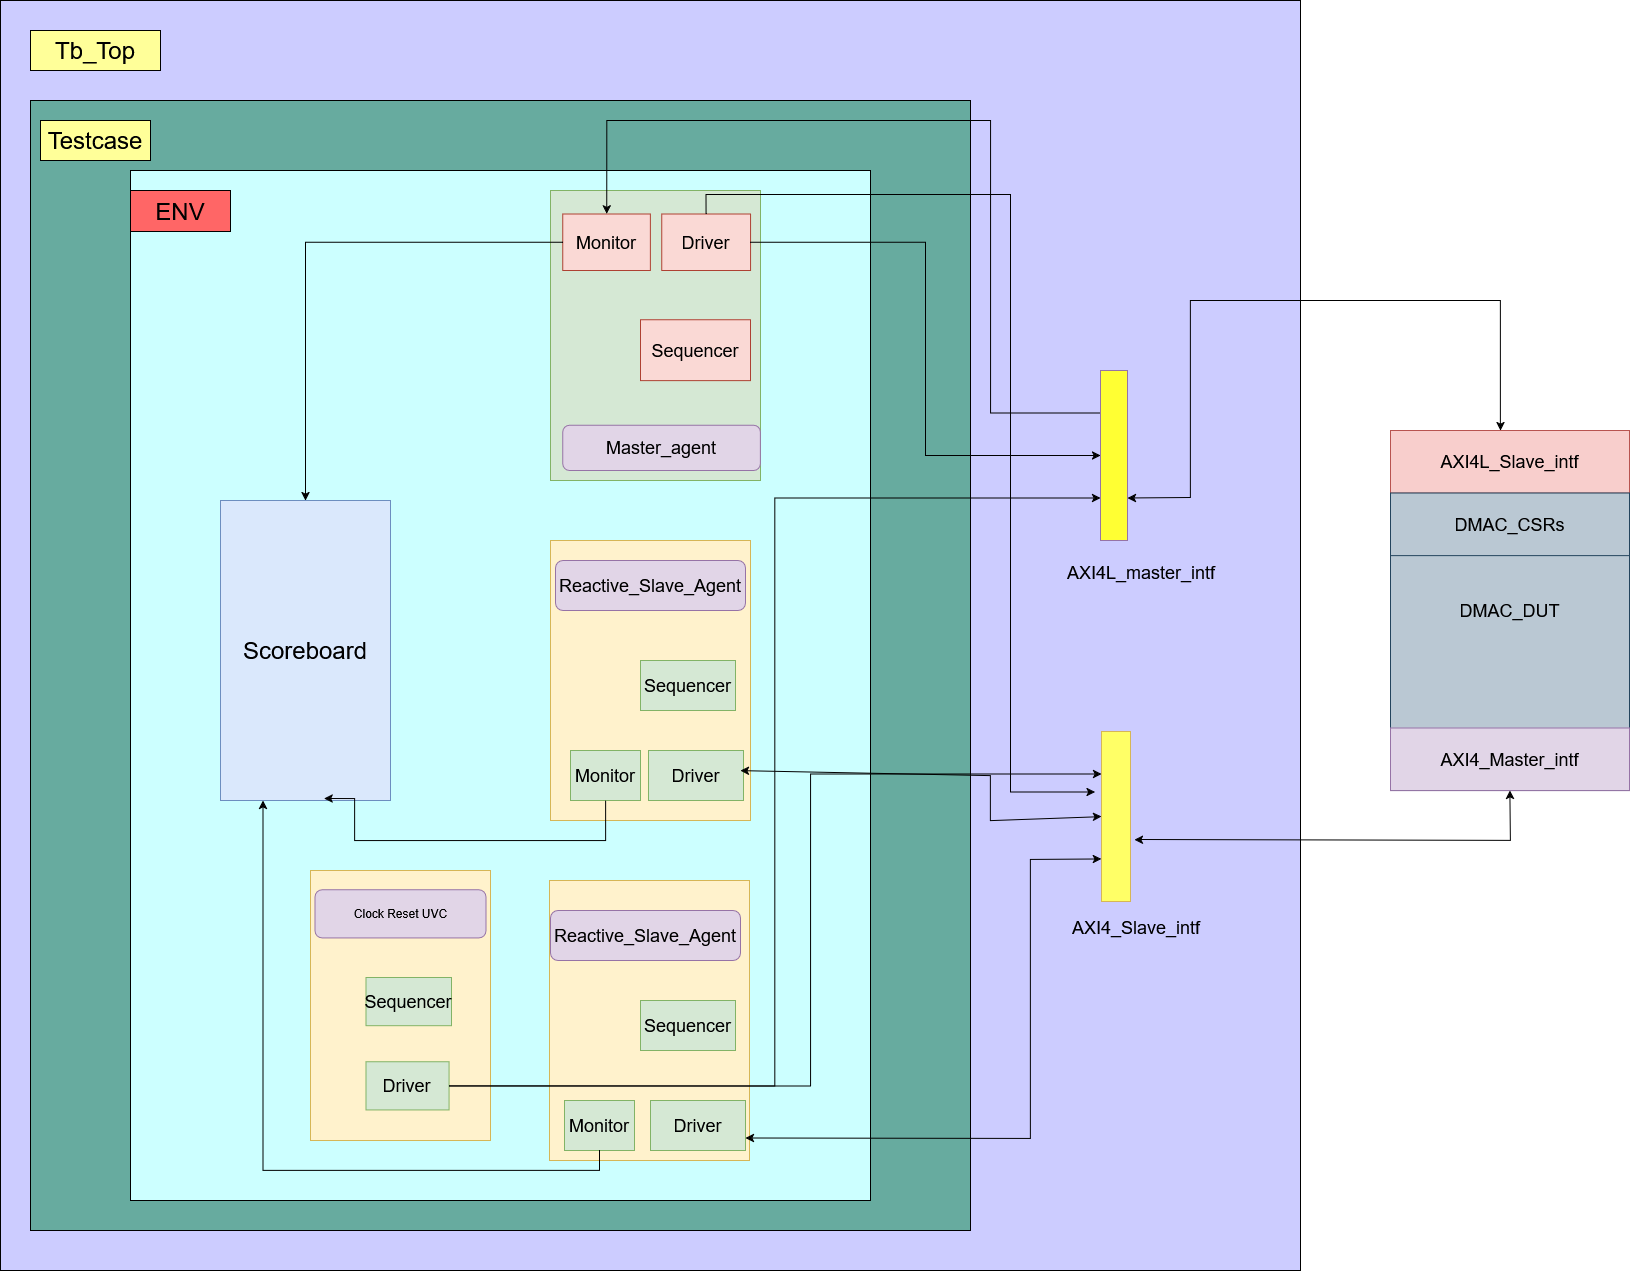 Tb_Top
Testcase
ENV
Monitor
Driver
Sequencer
Master_agent
Scoreboard
Reactive_Slave_Agent
Sequencer
Monitor
Driver
Clock Reset UVC
Sequencer
Driver
Reactive_Slave_Agent
Sequencer
Monitor
Driver
AXI4L_master_intf
AXI4_Slave_intf
AXI4L_Slave_intf
DMAC_CSRs
DMAC_DUT
AXI4_Master_intf